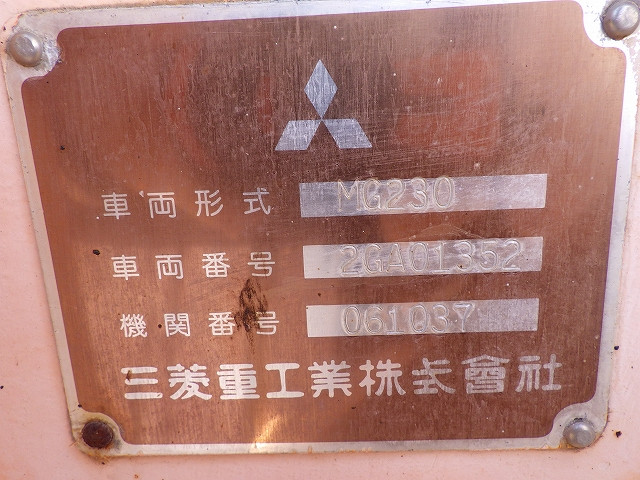 車両形式 MG230
車両番号 2GA01352
機関番号 061037
三菱重工業株式會社